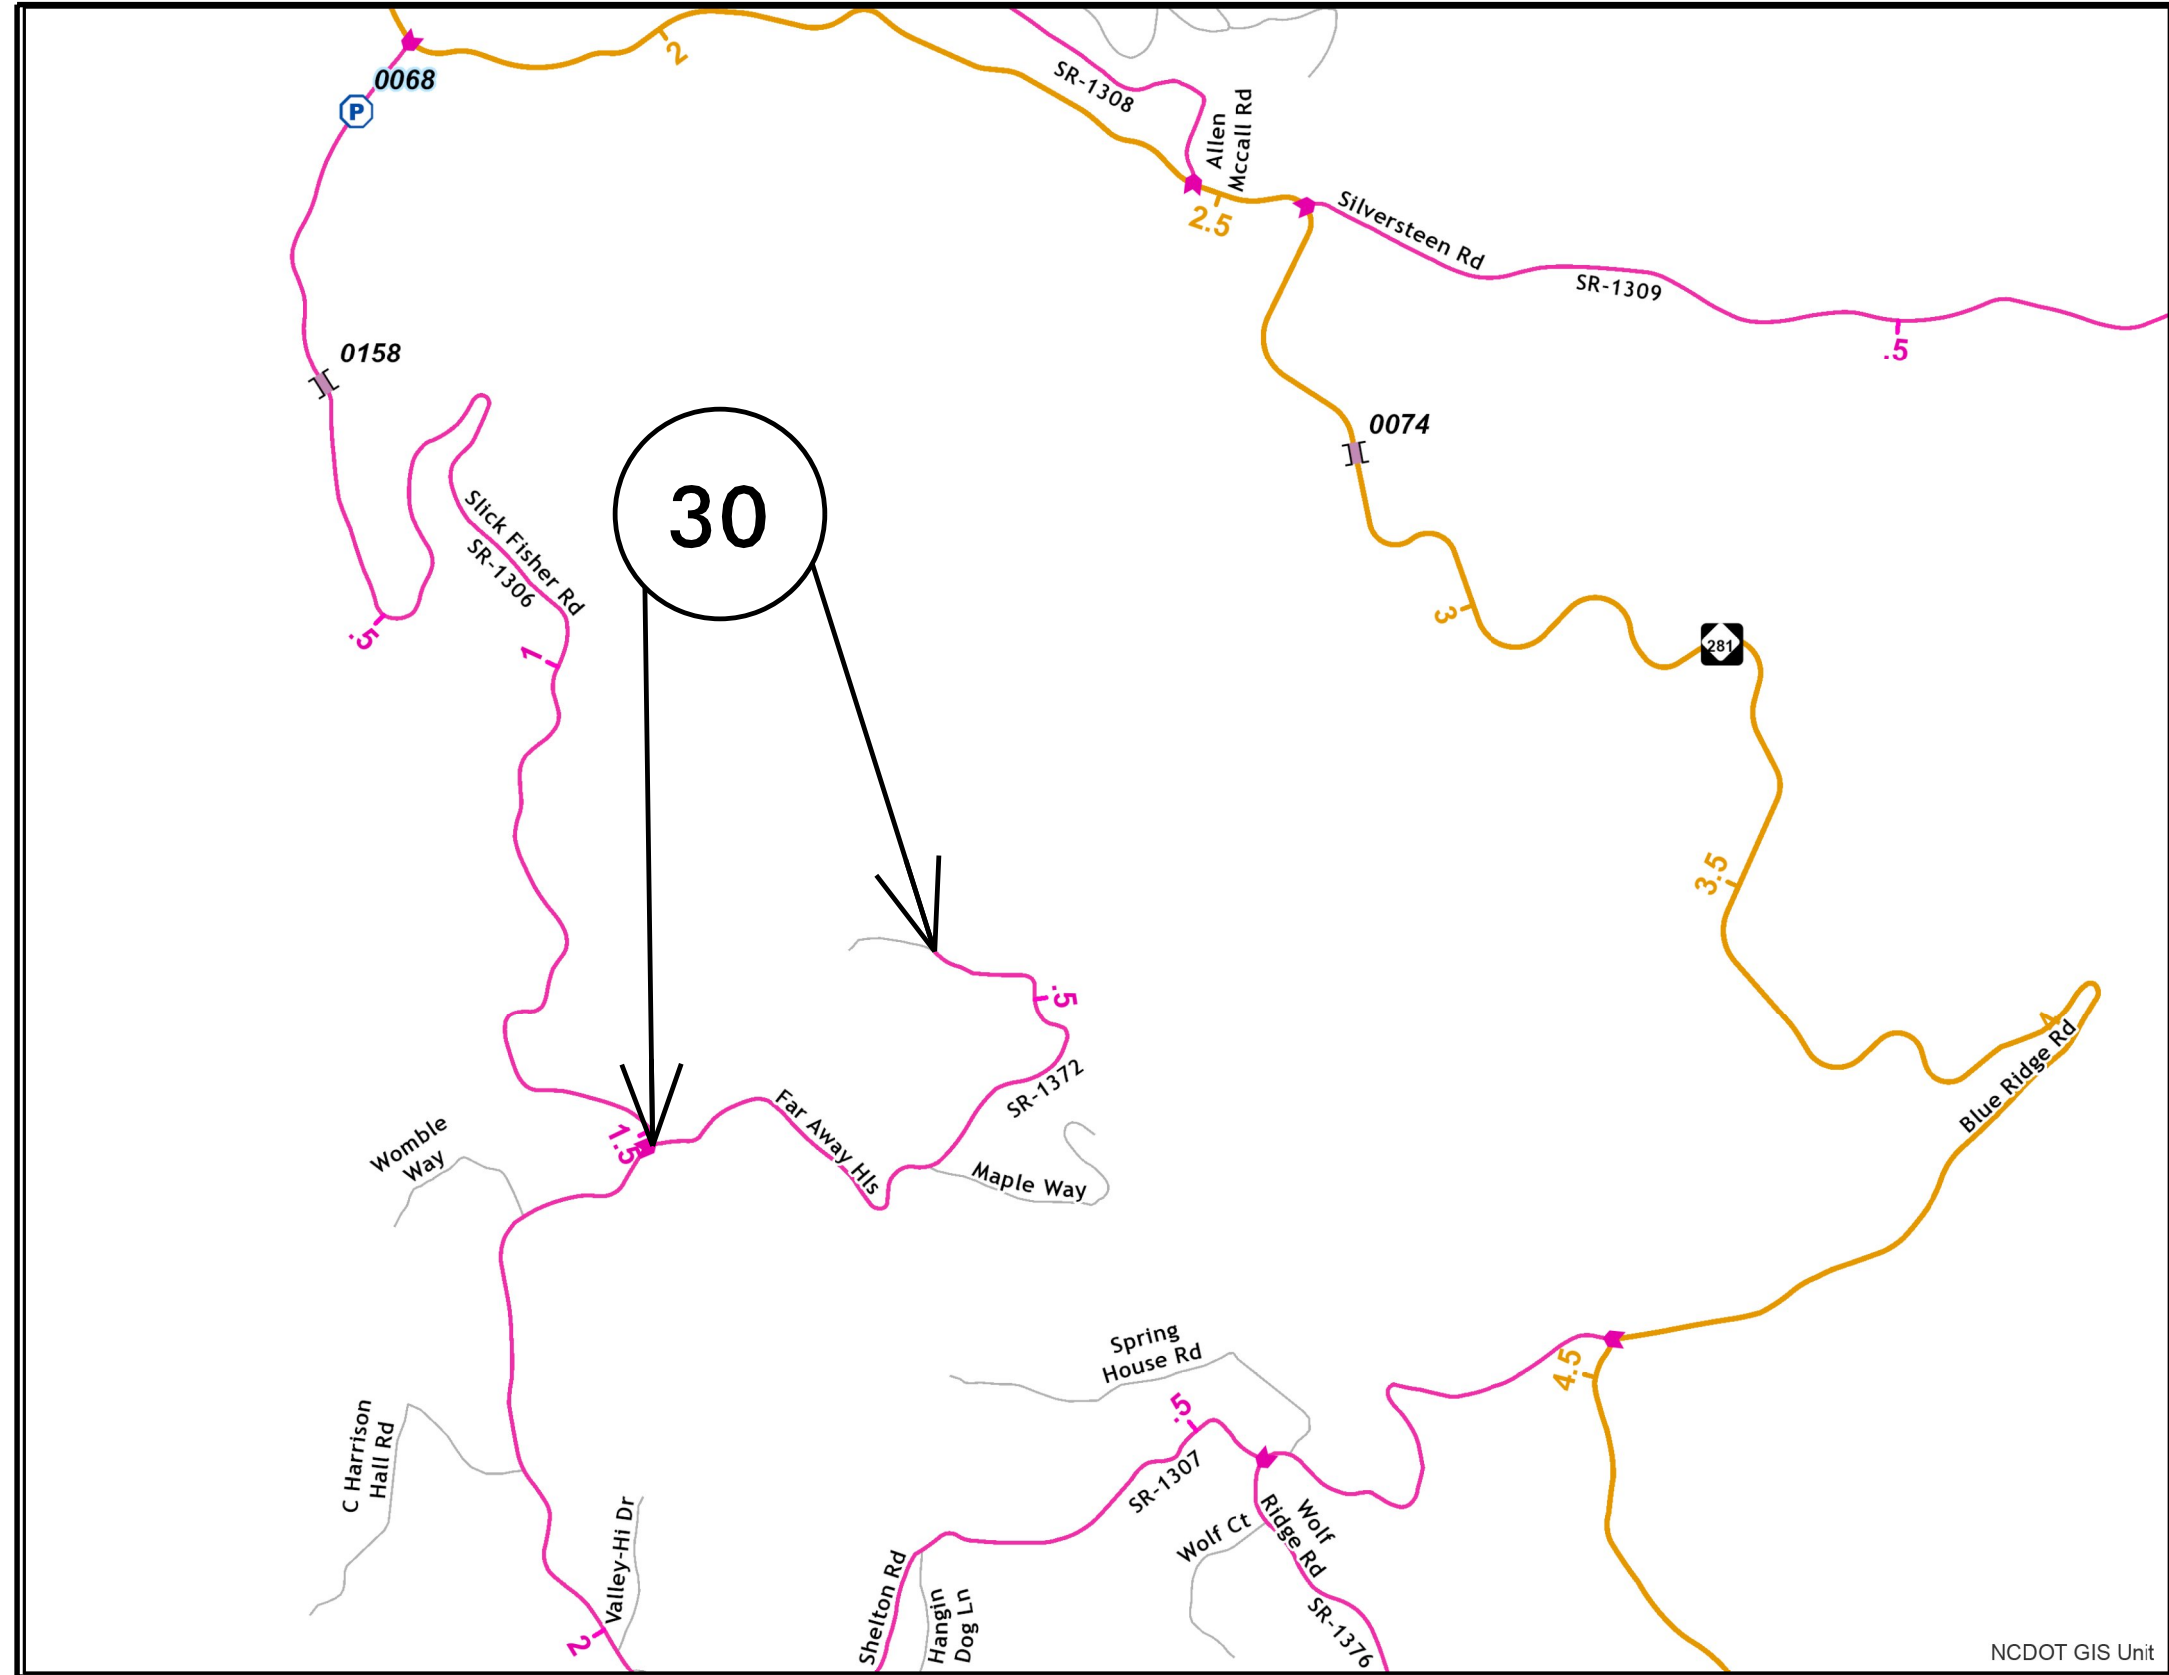 2
0068
P
SR-1308
Allen
Mccall Rd
2.5
Silversteen Rd
SR-1309
.5
0158
0074
30
Slick Fisher Rd
SR-1306
.5
1
3
281
3.5
.5
4
Blue Ridge Rd
SR-1372
Far Away Hls
1.5
Womble
Way
Maple Way
Spring
House Rd
4.5
.5
C Harrison
Hall Rd
SR-1307
Valley-Hi Dr
Wolf Ct
Wolf
Ridge Rd
Shelton Rd
Hangin
Dog Ln
SR-1376
2
NCDOT GIS Unit